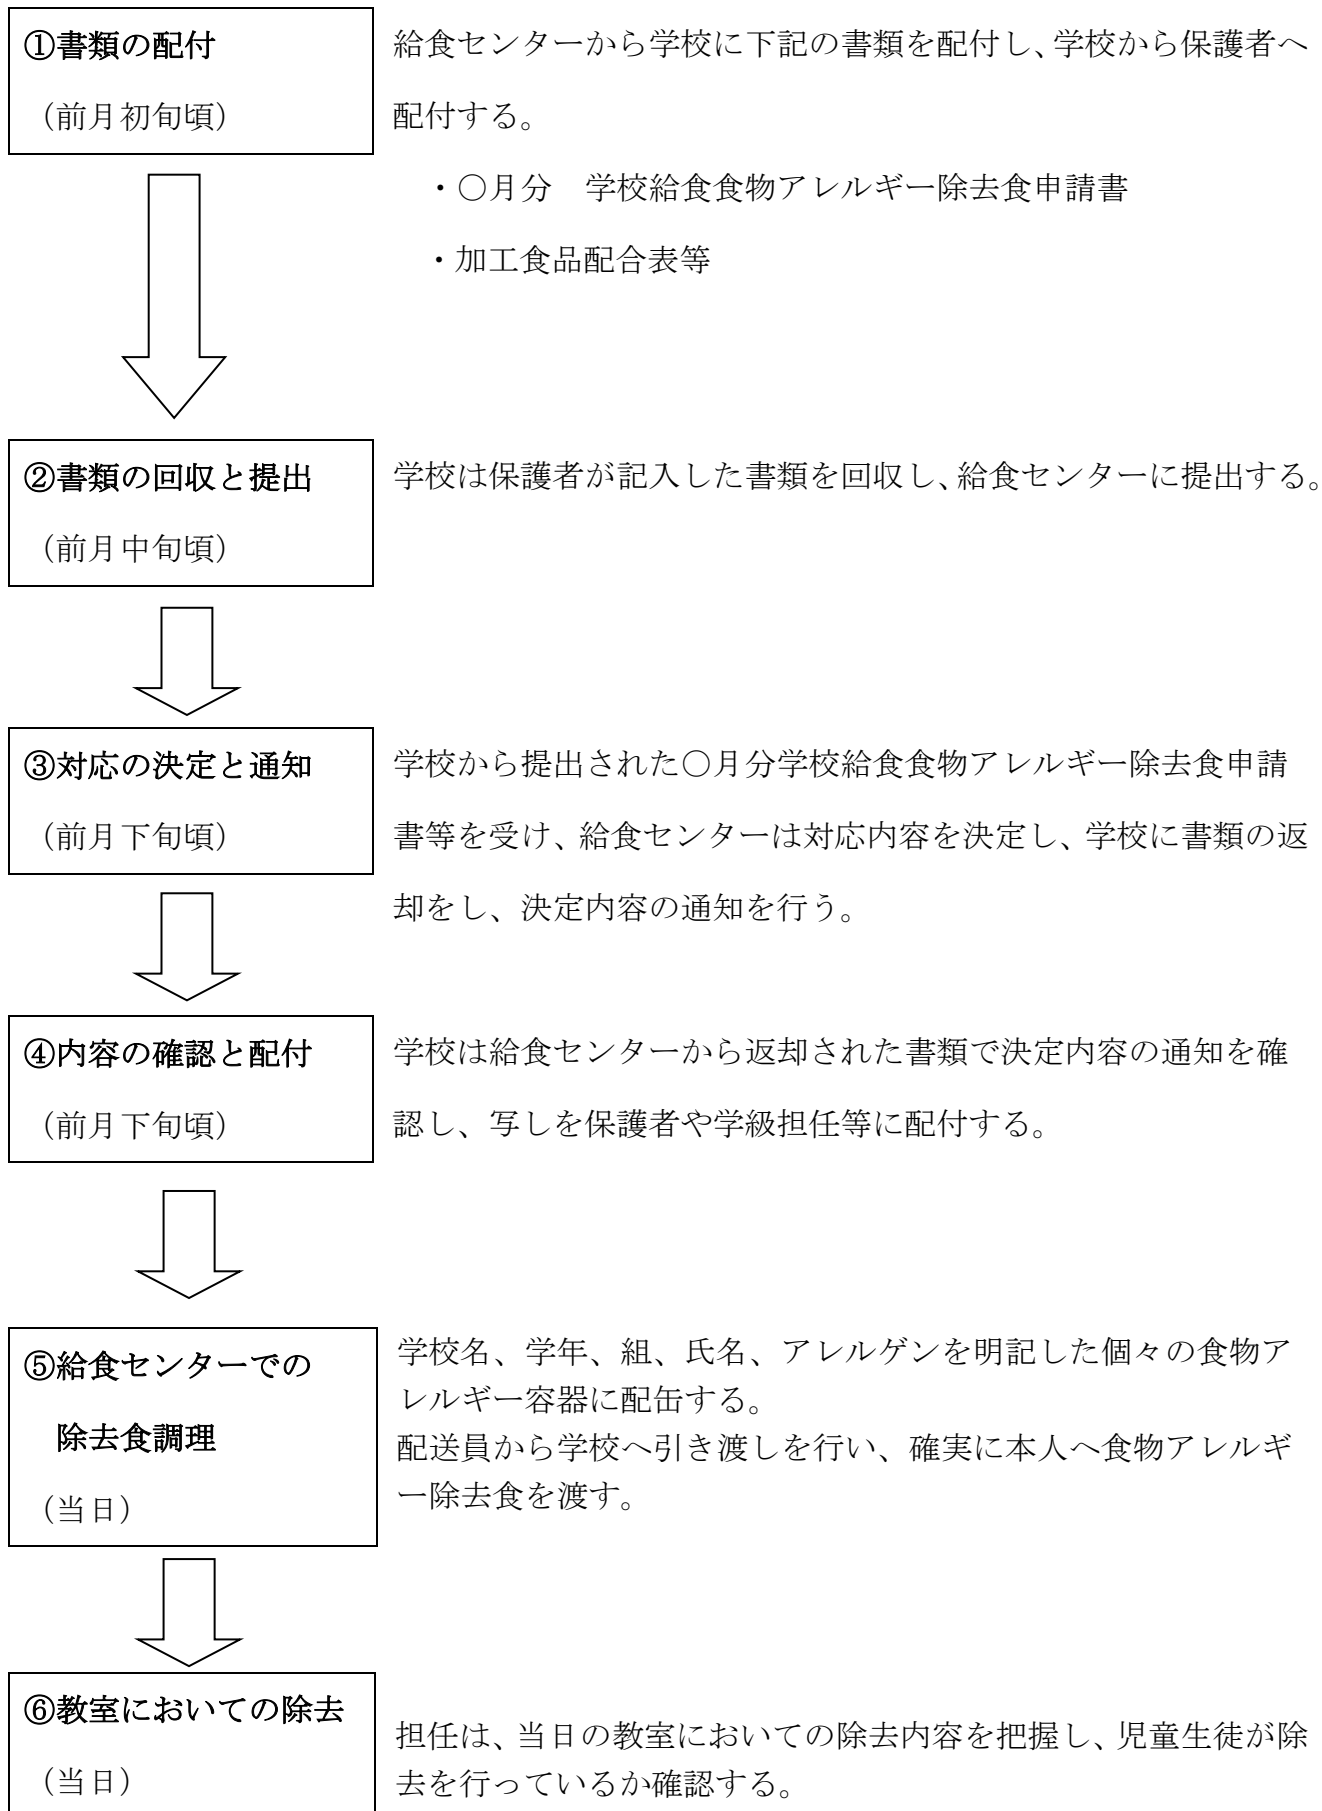 ①書類の配付
（前月初旬頃）
給食センターから学校に下記の書類を配付し、学校から保護者へ
配付する。
・〇月分　学校給食食物アレルギー除去食申請書
・加工食品配合表等
②書類の回収と提出
（前月中旬頃）
学校は保護者が記入した書類を回収し、給食センターに提出する。
③対応の決定と通知
（前月下旬頃）
学校から提出された〇月分学校給食食物アレルギー除去食申請
書等を受け、給食センターは対応内容を決定し、学校に書類の返
却をし、決定内容の通知を行う。
④内容の確認と配付
（前月下旬頃）
学校は給食センターから返却された書類で決定内容の通知を確
認し、写しを保護者や学級担任等に配付する。
⑤給食センターでの
除去食調理
（当日）
学校名、学年、組、氏名、アレルゲンを明記した個々の食物ア
レルギー容器に配缶する。
配送員から学校へ引き渡しを行い、確実に本人へ食物アレルギ
ー除去食を渡す。
⑥教室においての除去
（当日）
担任は、当日の教室においての除去内容を把握し、児童生徒が除
去を行っているか確認する。